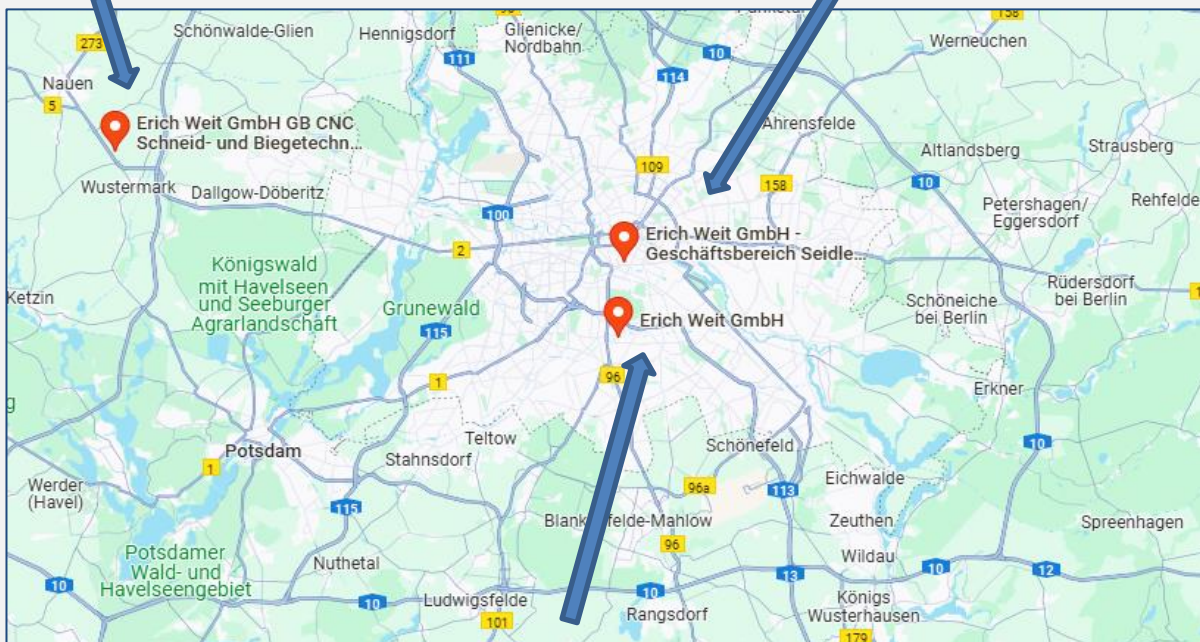 158
Schönwalde-Glien
Hennigsdorf
Glienicke/
Nordbahn
Werneuchen
273
10
111
114
Nauen
5
Erich Weit GmbH GB CNC
Schneid- und Biegetechn...
Ahrensfelde
Altlandsberg
Strausberg
109
158
10
Wustermark
Dallgow-Döberitz
Petershagen/
Eggersdorf
Rehfelde
100
2
Erich Weit GmbH -
Geschäftsbereich Seidle...
Königswald
mit Havelseen
und Seeburger
Agrarlandschaft
Ketzin
Grunewald
115
Erich Weit GmbH
Schöneiche
bei Berlin
Rüdersdorf
bei Berlin
1
1
96
Erkner
Teltow
Stahnsdorf
Potsdam
1
Schönefeld
10
Werder
(Havel)
115
96a
113
Eichwalde
96
Zeuthen
Spreenhagen
Potsdamer
Wald- und
Havelseengebiet
Nuthetal
Wildau
10
10
10
13
10
12
Ludwigsfelde
101
Rangsdorf
Königs
Wusterhausen
179